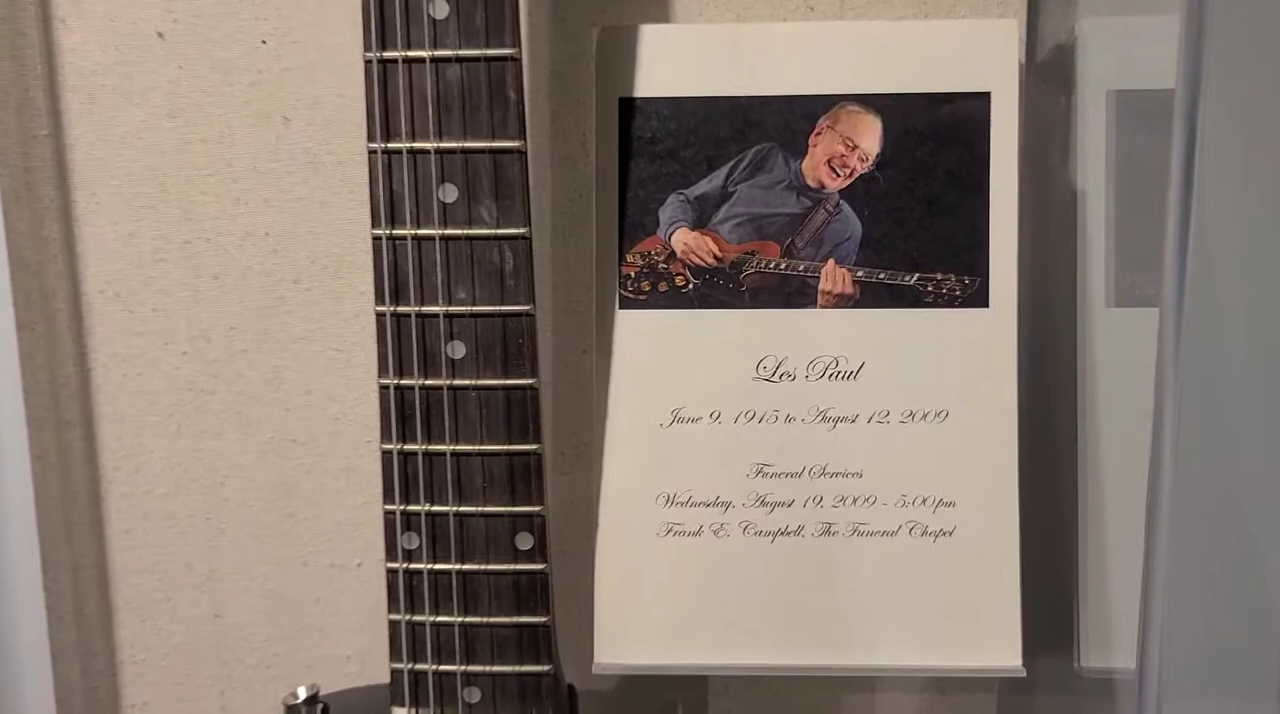 Les Paul
June 9, 1915 to August 12, 2009
Funeral Services
Wednesday, August 19, 2009 - 5:00pm
Frank E. Campbell, The Funeral Chapel